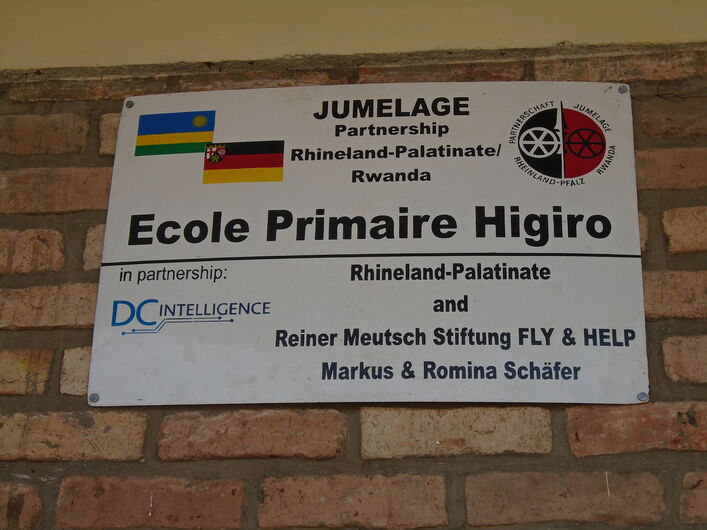 JUMELAGE
Partnership
Rhineland-Palatinate/
Rwanda
PARTNERSCHAFT JUMELAGE
RHEINLAND-PFALZ RWANDA
Ecole Primaire Higiro
in partnership:
DC INTELLIGENCE
Rhineland-Palatinate
and
Reiner Meutsch Stiftung FLY & HELP
Markus & Romina Schäfer